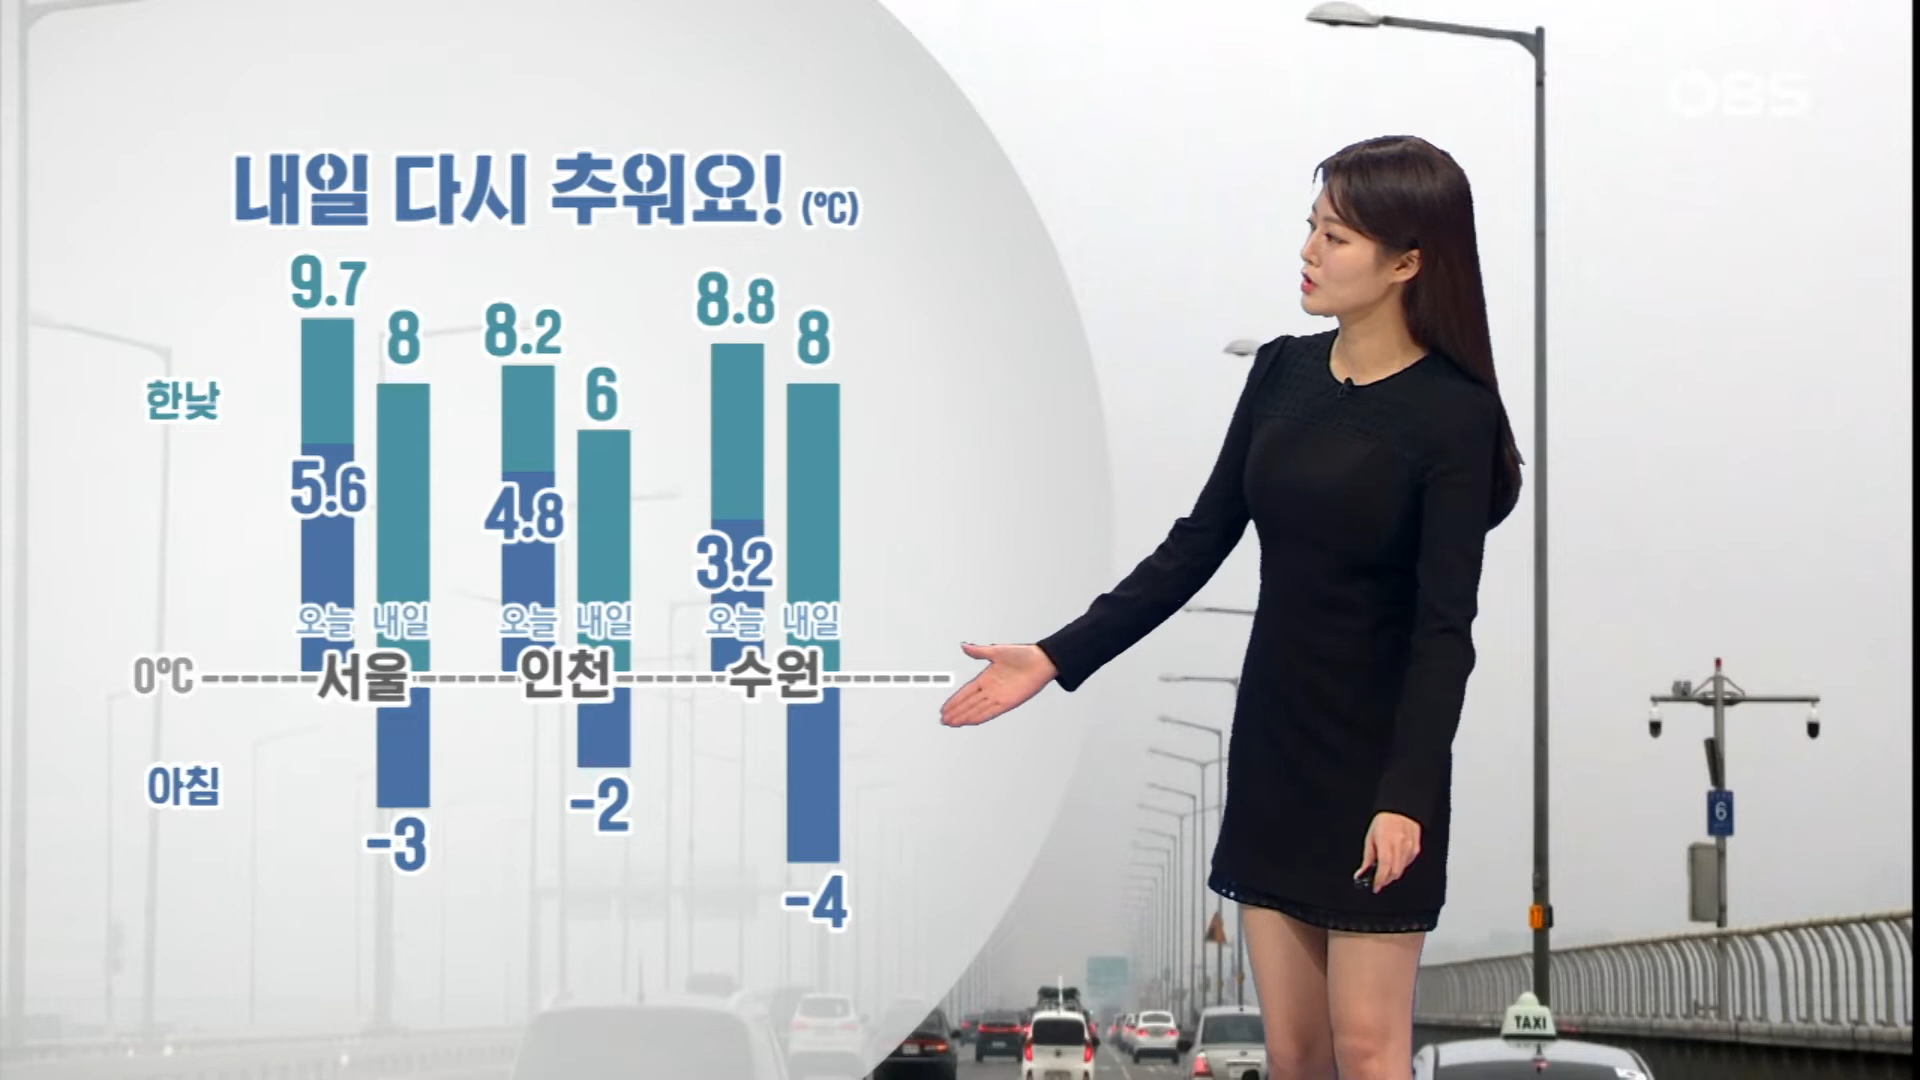 OBS
내일 다시 추워요! (℃)
9.7
8
8.2
6
8.8
8
한낮
5.6
4.8
3.2
오늘 내일 오늘 내일 오늘 내일
0℃ 서울 인천 수원
아침
-3
-2
-4
6
TAXI